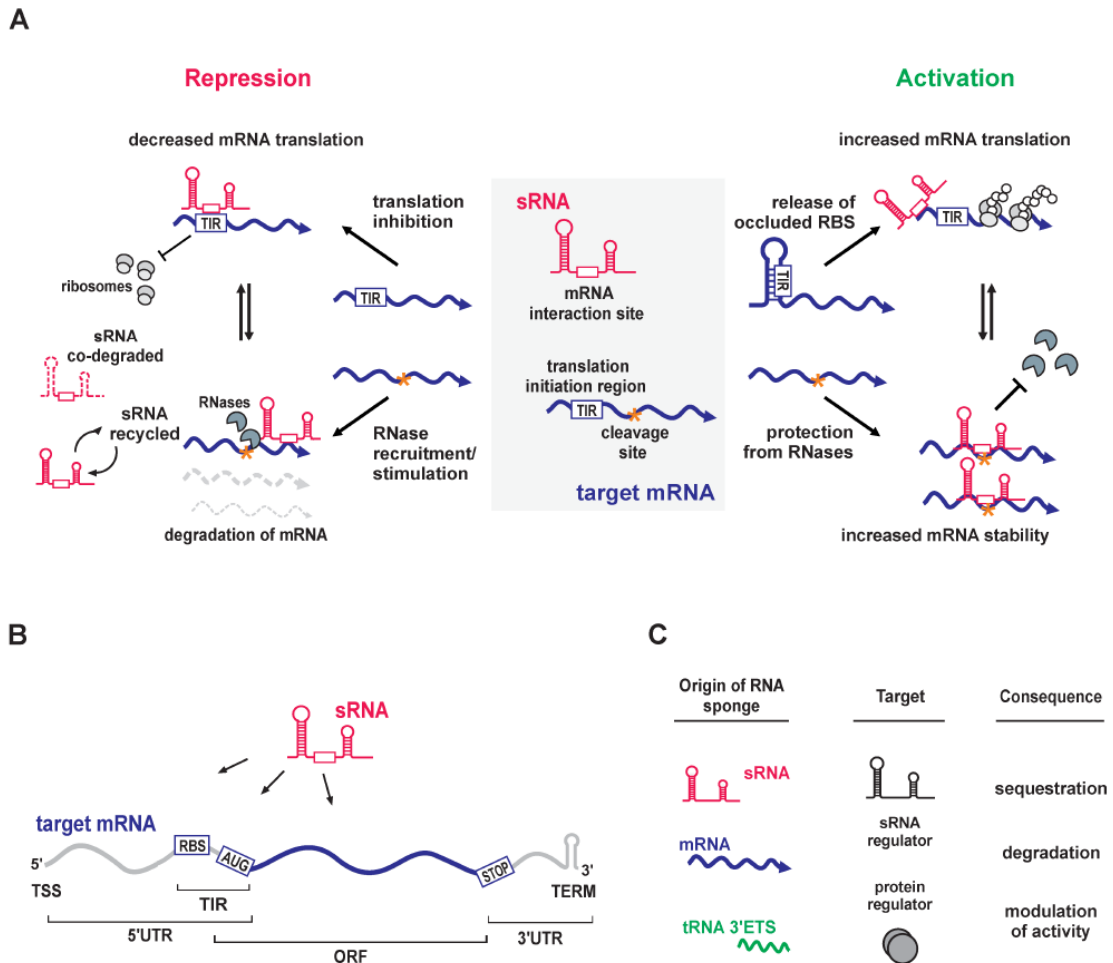 A
Repression
Activation
decreased mRNA translation
TIR
ribosomes
translation
inhibition
TIR
sRNA
co-degraded
sRNA
recycled
RNases
RNase
recruitment/
stimulation
degradation of mRNA
sRNA
mRNA
interaction site
translation
initiation region
TIR
cleavage
site
target mRNA
increased mRNA translation
release of
occluded RBS
TIR
TIR
protection
from RNases
increased mRNA stability
B
sRNA
target mRNA
RBS
AUG
STOP
5'
3'
TSS
TERM
TIR
5'UTR
3'UTR
ORF
C
Origin of RNA
sponge
Target
Consequence
sRNA
sRNA
regulator
sequestration
mRNA
degradation
protein
regulator
tRNA 3'ETS
modulation
of activity